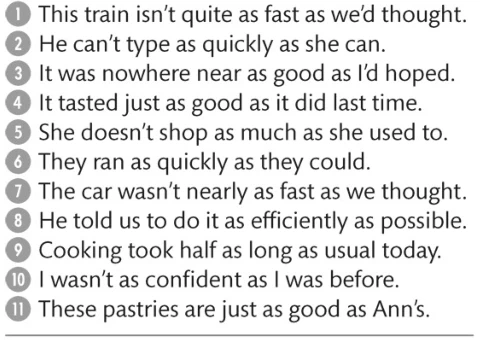 1 This train isn’t quite as fast as we’d thought.
2 He can’t type as quickly as she can.
3 It was nowhere near as good as I’d hoped.
4 It tasted just as good as it did last time.
5 She doesn’t shop as much as she used to.
6 They ran as quickly as they could.
7 The car wasn’t nearly as fast as we thought.
8 He told us to do it as efficiently as possible.
9 Cooking took half as long as usual today.
10 I wasn’t as confident as I was before.
11 These pastries are just as good as Ann’s.